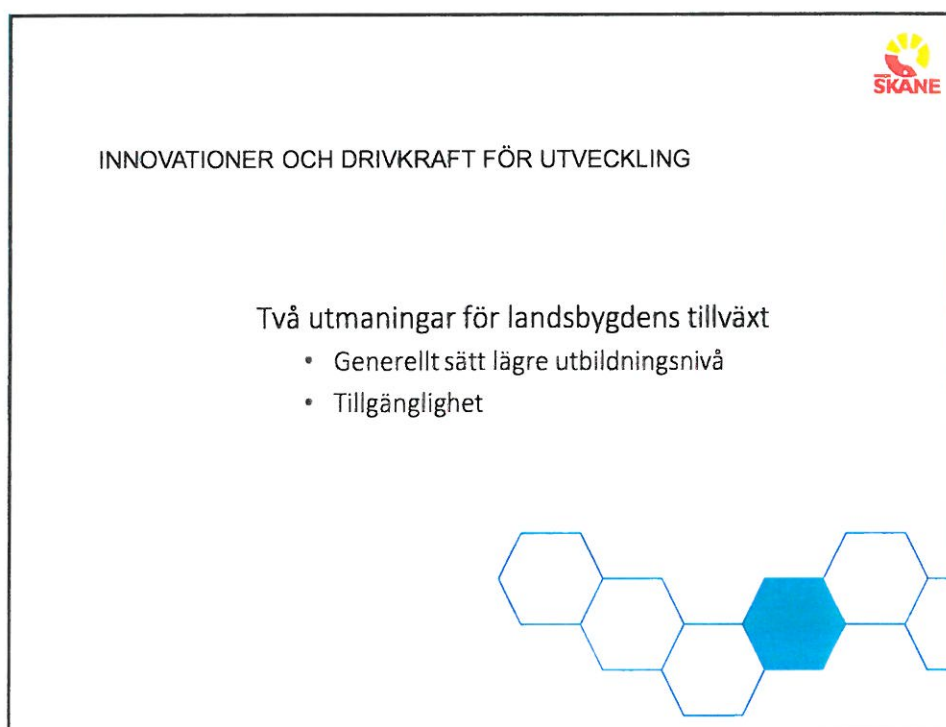 SKÅNE
INNOVATIONER OCH DRIVKRAFT FÖR UTVECKLING
Två utmaningar för landsbygdens tillväxt
• Generellt sätt lägre utbildningsnivå
• Tillgänglighet